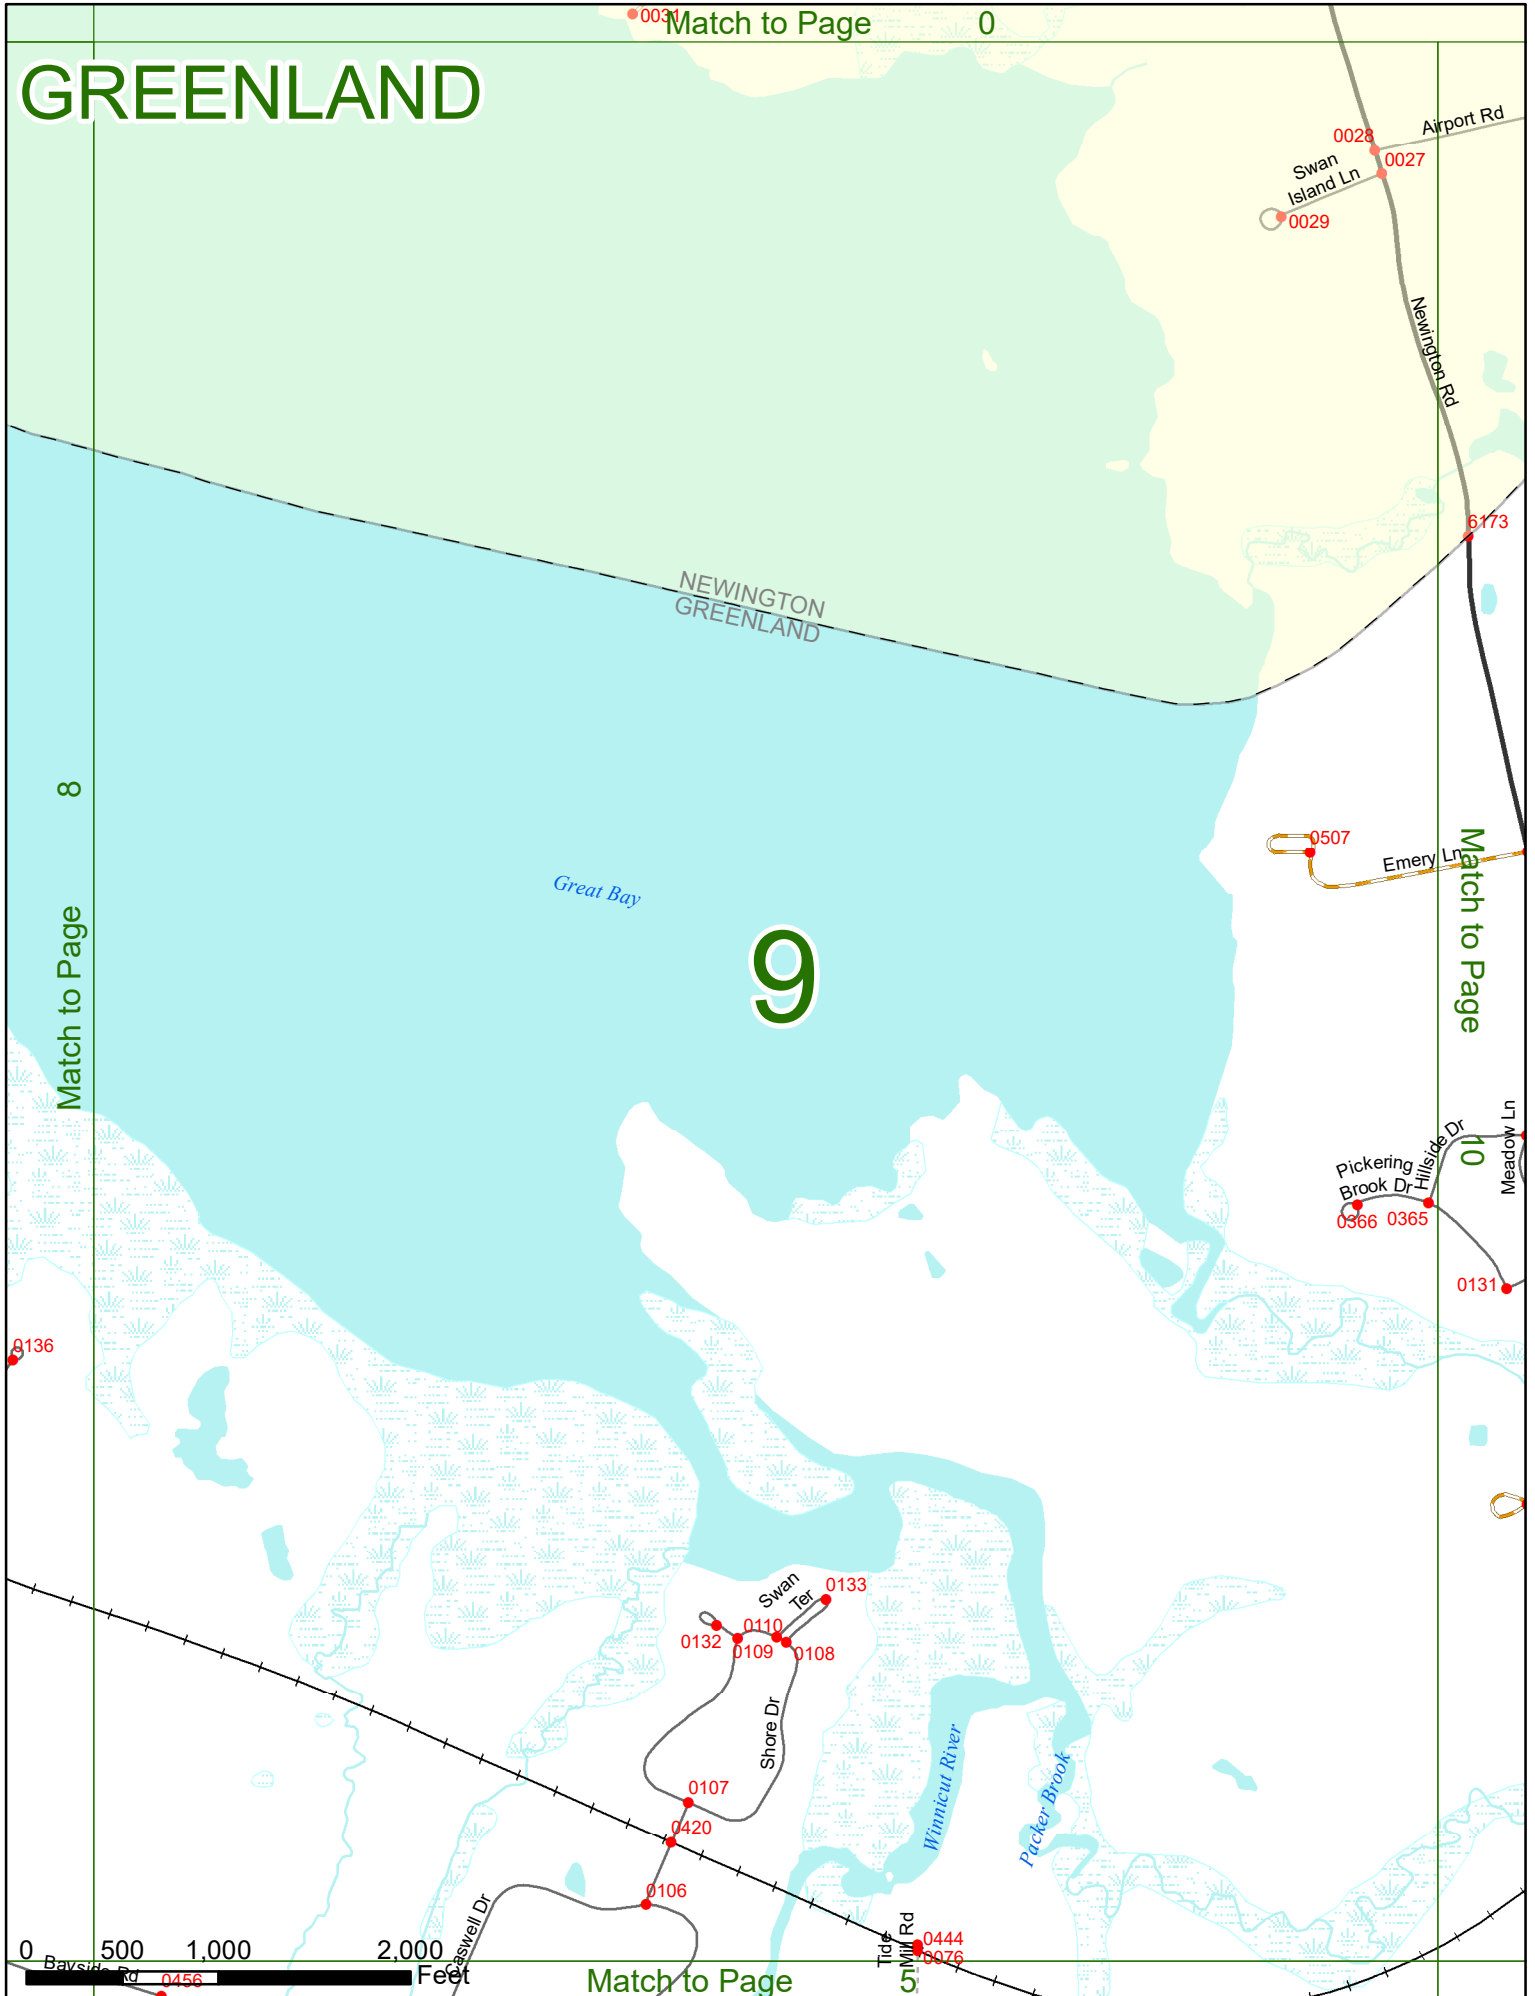 0031
Match to Page 0
GREENLAND
Airport Rd
0028
0027
Swan
Island Ln
0029
Newington Rd
6173
NEWINGTON
GREENLAND
8
Match to Page
0507
Emery Ln
Match to Page
10
Great Bay
9
Meadow Ln
Hillside Dr
Pickering
Brook Dr
0366
0365
0131
0136
Swan
Ter
0133
0110
0132
0109
0108
Shore Dr
0107
0420
Winnicut River
Packer Brook
0106
Caswell Dr
Tide
Mill Rd
0444
0076
0 500 1,000 2,000
Feet
Bayside Rd
0456
Match to Page 5